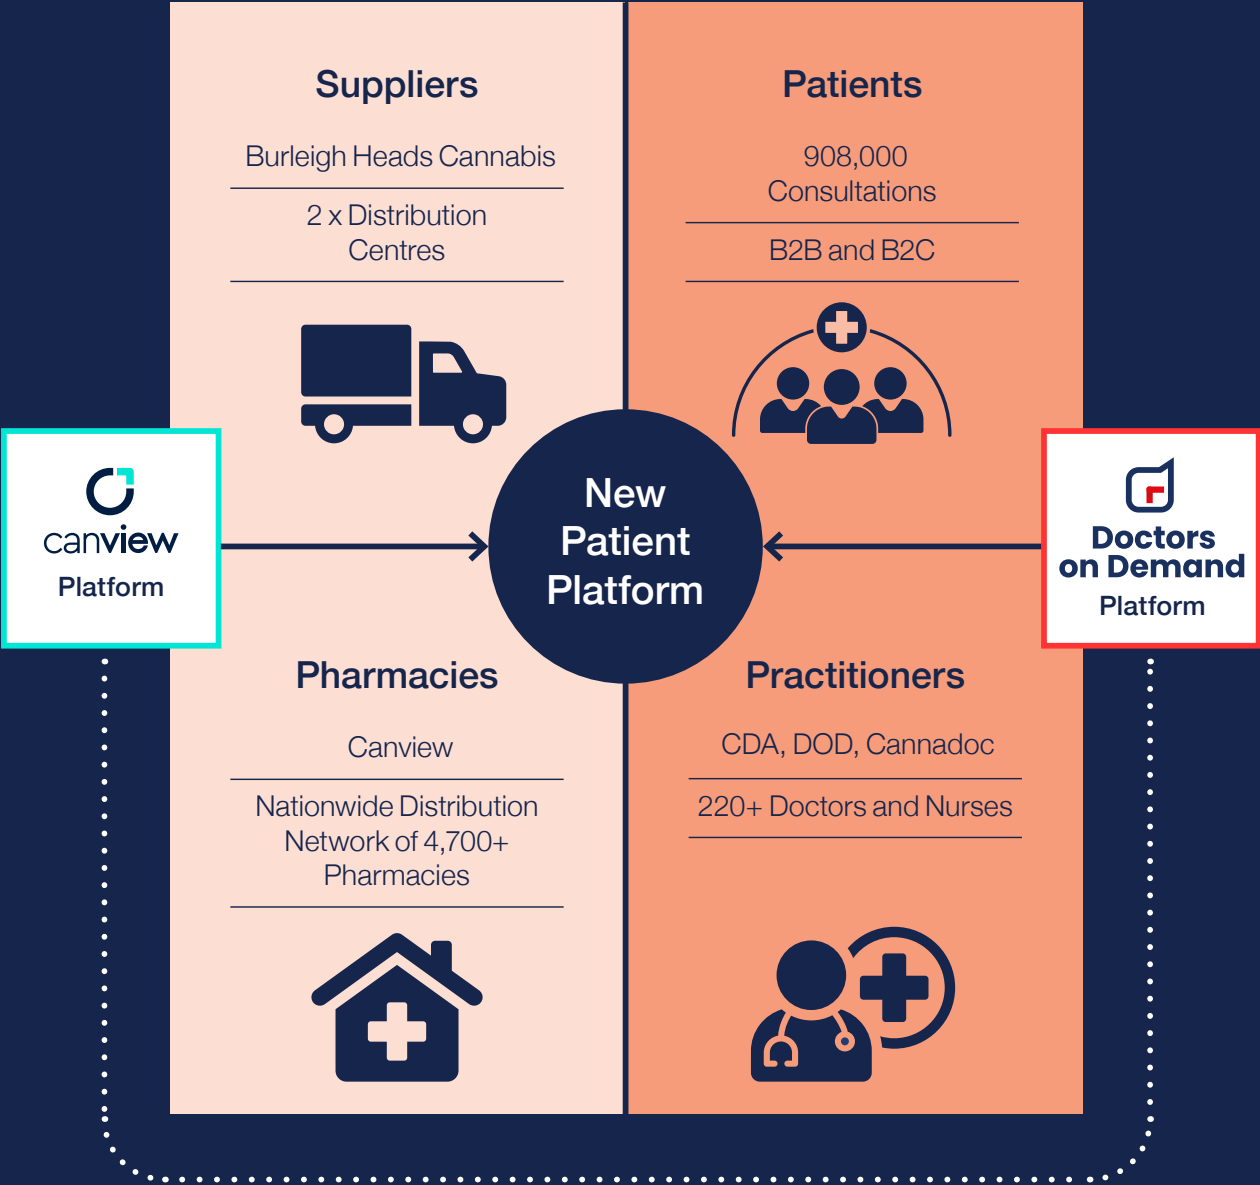 Suppliers
Burleigh Heads Cannabis
2 x Distribution
Centres
Patients
908,000
Consultations
B2B and B2C
canview
Platform
New
Patient
Platform
Doctors
on Demand
Platform
Pharmacies
Canview
Nationwide Distribution
Network of 4,700+
Pharmacies
Practitioners
CDA, DOD, Cannadoc
220+ Doctors and Nurses